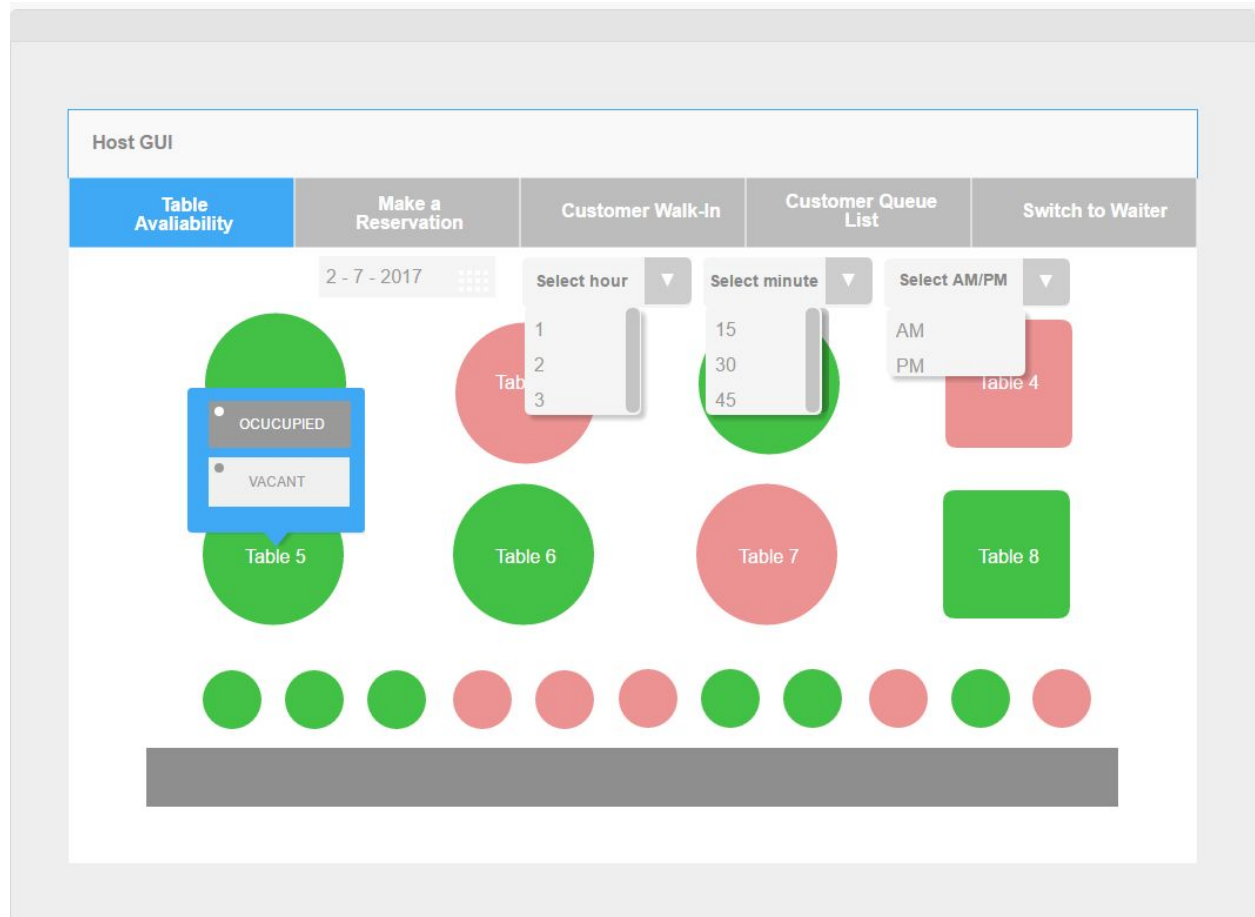 Host GUI
Table
Avaliability
Make a
Reservation
Customer Walk-In
Customer Queue
List
Switch to Waiter
2 - 7 - 2017
Select hour
Select minute
Select AM/PM
1
2
3
15
30
45
AM
PM
Table 4
OCUCUPIED
VACANT
Table 5
Table 6
Table 7
Table 8